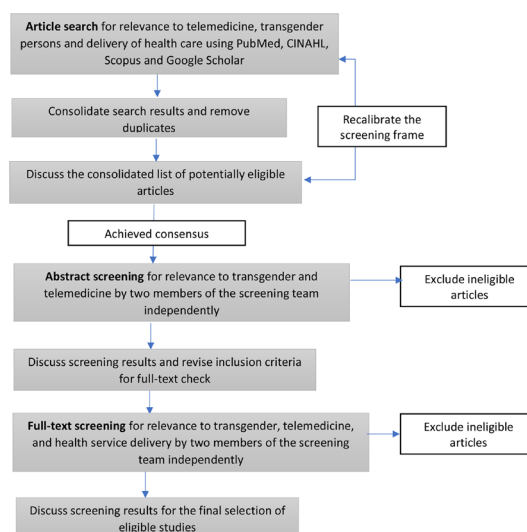 Article search for relevance to telemedicine, transgender
persons and delivery of health care using PubMed, CINAHL,
Scopus and Google Scholar
Consolidate search results and remove
duplicates
Recalibrate the
screening frame
Discuss the consolidated list of potentially eligible
articles
Achieved consensus
Abstract screening for relevance to transgender and
telemedicine by two members of the screening team
independently
Exclude ineligible
articles
Discuss screening results and revise inclusion criteria
for full-text check
Full-text screening for relevance to transgender, telemedicine,
and health service delivery by two members of the screening
team independently
Exclude ineligible
articles
Discuss screening results for the final selection of
eligible studies